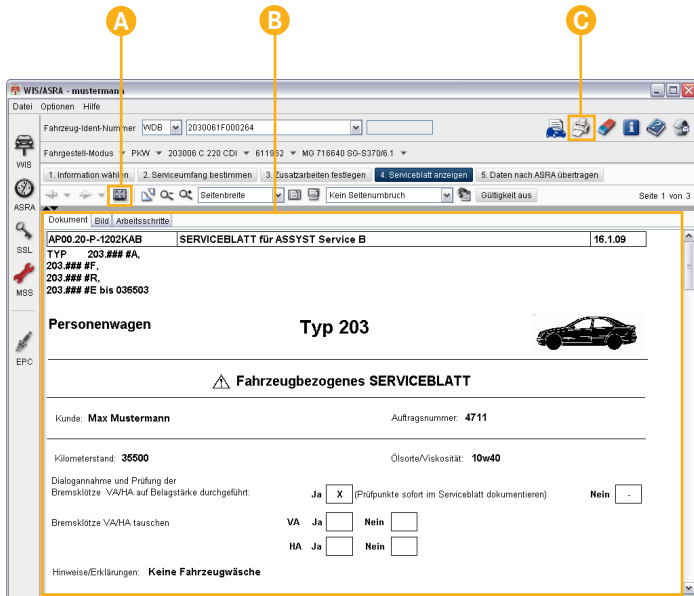 A B C
WIS/ASRA - mustermann
Datei Optionen Hilfe
Fahrzeug-Ident-Nummer WDB 2030061F000264
Fahrgestell-Modus PKW 203006 C 220 CDI 611962 MG 716640 SG-S370/6.1
1. Information wählen 2. Serviceumfang bestimmen 3. Zusatzarbeiten festlegen 4. Serviceblatt anzeigen 5. Daten nach ASRA übertragen
Seitenbreite Kein Seitenumbruch Gültigkeit aus Seite 1 von 3
WIS
ASRA
SSL
MSS
EPC
Dokument Bild Arbeitsschritte
AP00.20-P-1202KAB SERVICEBLATT für ASSYST Service B 16.1.09
TYP 203.### #A,
203.### #F,
203.### #R,
203.### #E bis 036503
Personenwagen Typ 203
Fahrzeugbezogenes SERVICEBLATT
Kunde: Max Mustermann Auftragsnummer: 4711
Kilometerstand: 35500 Ölsorte/Viskosität: 10w40
Dialogannahme und Prüfung der
Bremsklötze VA/HA auf Belagstärke durchgeführt: Ja X (Prüfpunkte sofort im Serviceblatt dokumentieren) Nein -
Bremsklötze VA/HA tauschen VA Ja Nein
HA Ja Nein
Hinweise/Erklärungen: Keine Fahrzeugwäsche